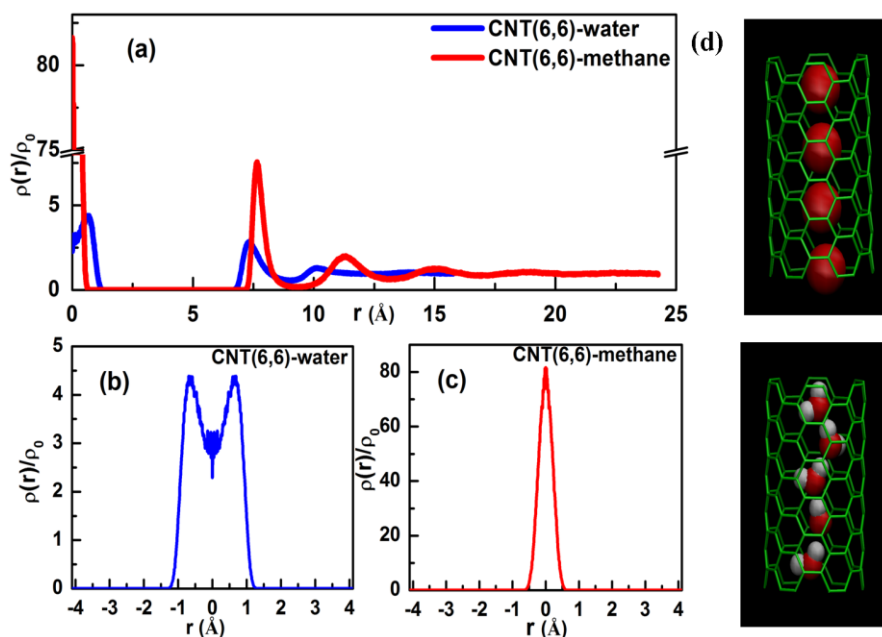 (a)
CNT(6,6)-water
CNT(6,6)-methane
(d)
82
75
5
2
0
ρ(r)/ρ₀
0 5 10 15 20 25
r (Å)
(b)
CNT(6,6)-water
5
4
3
2
1
0
ρ(r)/ρ₀
-4 -3 -2 -1 0 1 2 3 4
r (Å)
(c)
CNT(6,6)-methane
80
60
40
20
0
ρ(r)/ρ₀
-4 -3 -2 -1 0 1 2 3 4
r (Å)